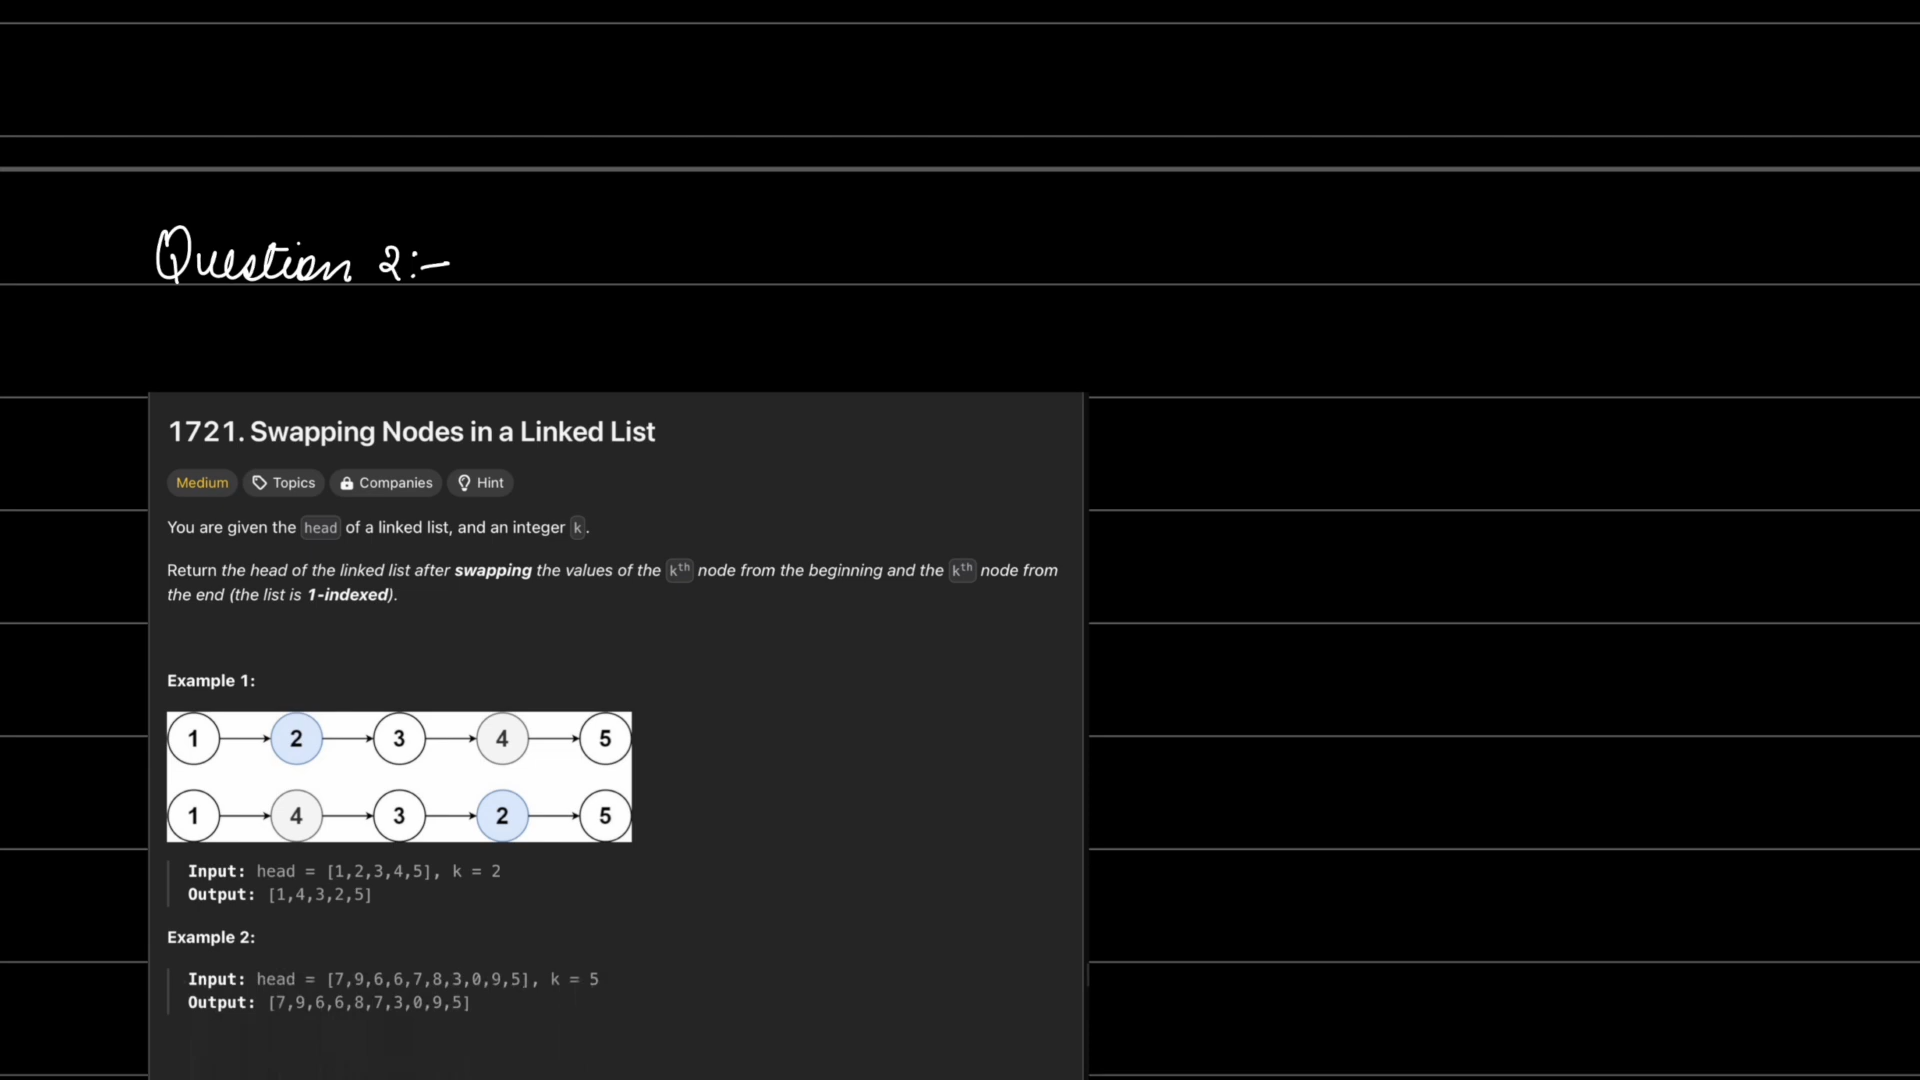 Question 2:-
1721. Swapping Nodes in a Linked List
Medium Topics Companies Hint
You are given the head of a linked list, and an integer k.
Return the head of the linked list after swapping the values of the kth node from the beginning and the kth node from
the end (the list is 1-indexed).
Example 1:
1 2 3 4 5
1 4 3 2 5
Input: head = [1,2,3,4,5], k = 2
Output: [1,4,3,2,5]
Example 2:
Input: head = [7,9,6,6,7,8,3,0,9,5], k = 5
Output: [7,9,6,6,8,7,3,0,9,5]